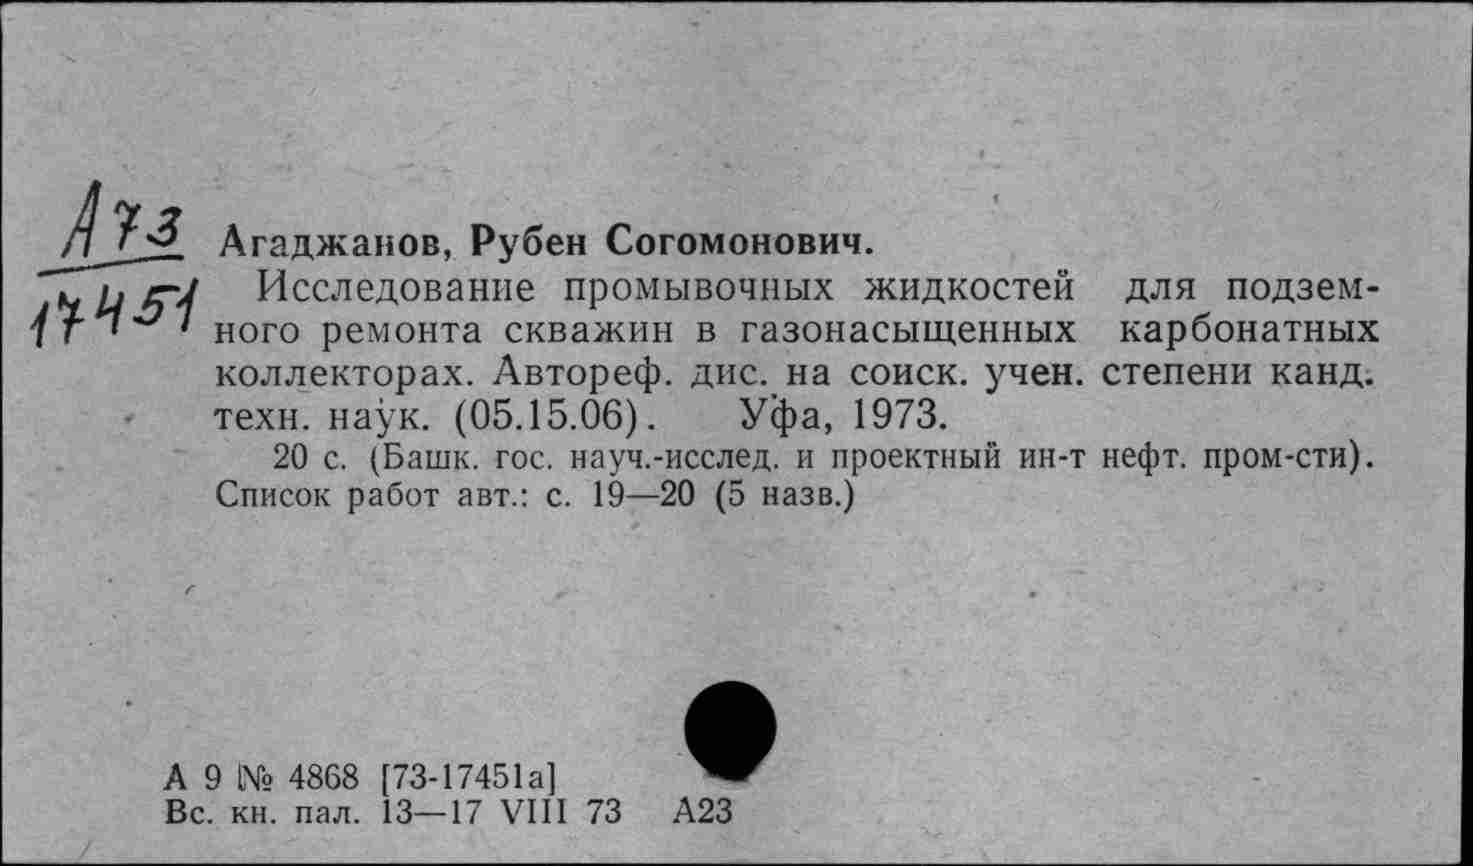 А73
17451
Агаджанов, Рубен Согомонович.
Исследование промывочных жидкостей для подзем-
ного ремонта скважин в газонасыщенных карбонатных
коллекторах. Автореф. дис. на соиск. учен. степени канд.
техн. наук. (05.15.06). Уфа, 1973.
20 с. (Башк. гос. науч.-исслед. и проектный ин-т нефт. пром-сти).
Список работ авт.: с. 19—20 (5 назв.)
А 9 № 4868 [73-17451а]
Вс. кн. пал. 13—17 VIII 73 А23